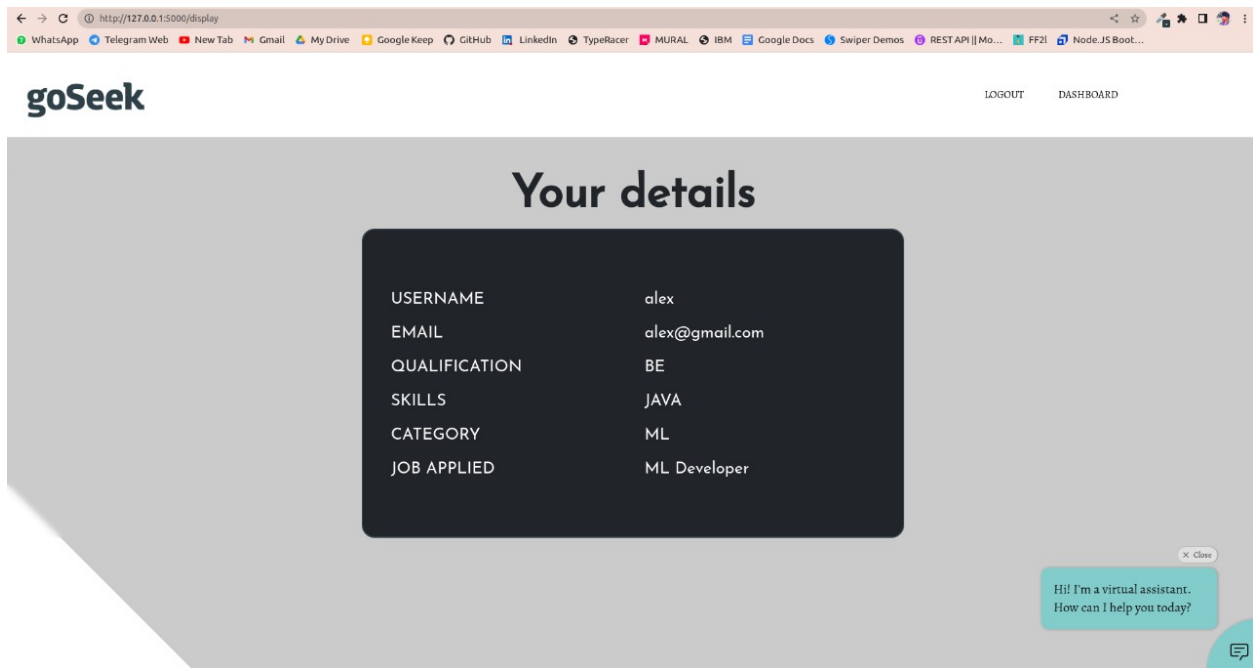 http://127.0.0.1:5000/display
WhatsApp Telegram Web New Tab Gmail My Drive Google Keep GitHub LinkedIn TypeRacer MURAL IBM Google Docs Swiper Demos REST API || Mo... FF2l Node.JS Boot...
goSeek LOGOUT DASHBOARD
Your details
USERNAME alex
EMAIL alex@gmail.com
QUALIFICATION BE
SKILLS JAVA
CATEGORY ML
JOB APPLIED ML Developer
× Close
Hi! I'm a virtual assistant.
How can I help you today?